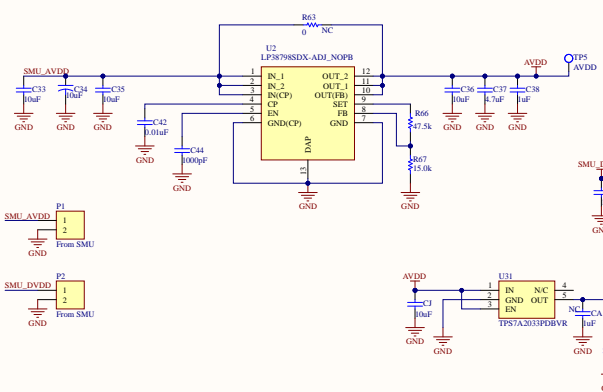 R63
0
NC
U2
LP38798SDX-ADJ_NOPB
TP5
AVDD
AVDD
SMU_AVDD
1
IN_1
OUT_2
12
2
IN_2
OUT_1
11
3
IN(CP)
OUT(FB)
10
4
CP
SET
9
5
EN
FB
8
6
GND(CP)
GND
7
DAP
13
C33
10uF
GND
C34
10uF
GND
C35
10uF
GND
C36
10uF
GND
C37
4.7uF
GND
C38
1uF
GND
C42
0.01uF
GND
C44
1000pF
GND
R66
47.5k
R67
15.0k
GND
GND
P1
SMU_AVDD
1
2
GND
From SMU
P2
SMU_DVDD
1
2
GND
From SMU
AVDD
CJ
10uF
GND
GND
U31
1
IN
N/C
4
2
GND
OUT
5
3
EN
TPS7A2033PDBVR
NC
CA
1uF
GND